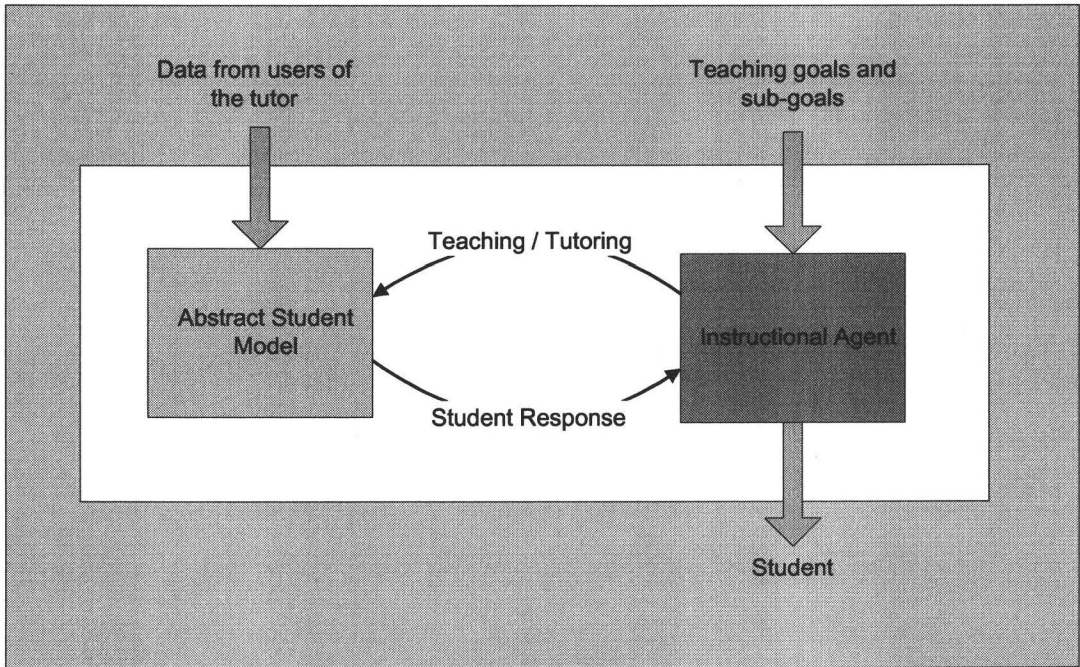 Data from users of
the tutor
Teaching goals and
sub-goals
Teaching / Tutoring
Abstract Student
Model
Instructional Agent
Student Response
Student